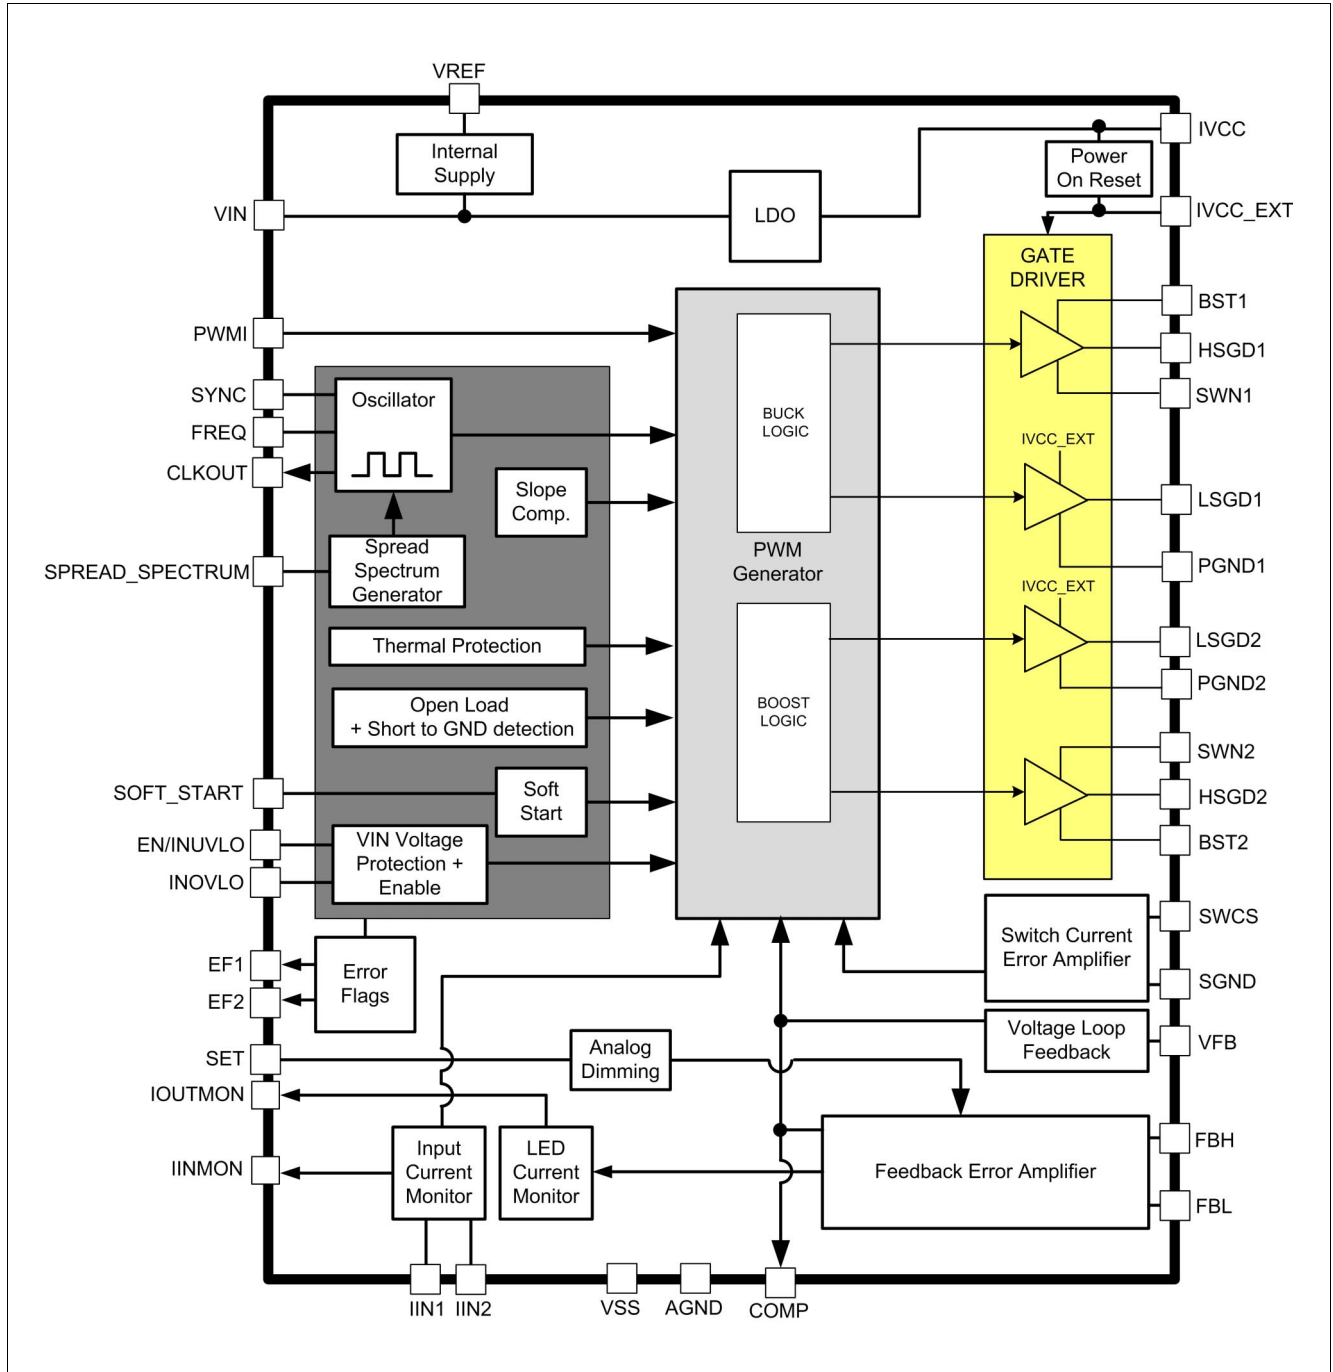 VREF
Internal
Supply
VIN
LDO
IVCC
Power
On Reset
IVCC_EXT
GATE
DRIVER
BST1
HSGD1
SWN1
IVCC_EXT
LSGD1
PGND1
IVCC_EXT
LSGD2
PGND2
SWN2
HSGD2
BST2
PWMI
SYNC
FREQ
CLKOUT
Oscillator
Slope
Comp.
SPREAD_SPECTRUM
Spread
Spectrum
Generator
Thermal Protection
Open Load
+ Short to GND detection
SOFT_START
Soft
Start
EN/INUVLO
INOVLO
VIN Voltage
Protection +
Enable
BUCK
LOGIC
PWM
Generator
BOOST
LOGIC
EF1
EF2
Error
Flags
SWCS
SGND
Switch Current
Error Amplifier
Voltage Loop
Feedback
VFB
SET
Analog
Dimming
IOUTMON
IINMON
Input
Current
Monitor
LED
Current
Monitor
Feedback Error Amplifier
FBH
FBL
IIN1
IIN2
VSS
AGND
COMP